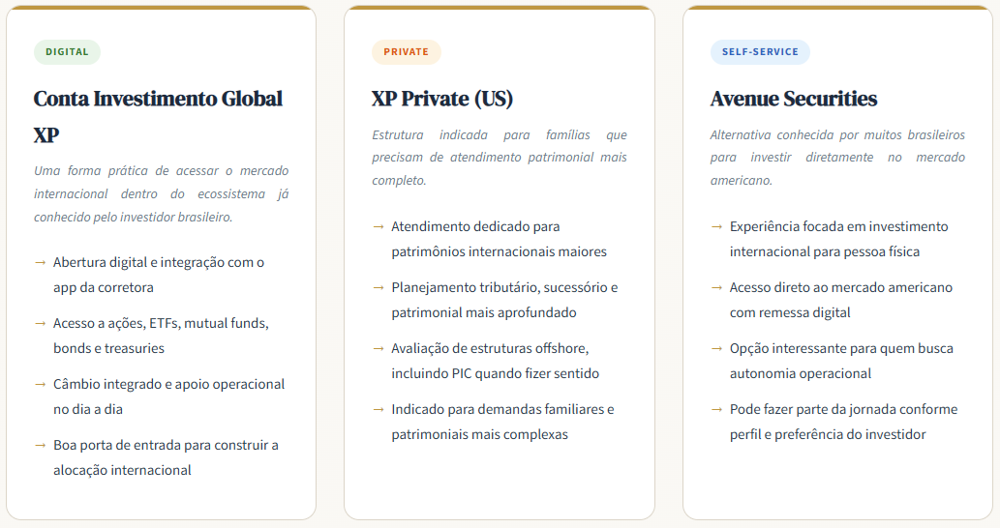 DIGITAL
Conta Investimento Global
XP
Uma forma prática de acessar o mercado
internacional dentro do ecossistema já
conhecido pelo investidor brasileiro.
→ Abertura digital e integração com o
app da corretora
→ Acesso a ações, ETFs, mutual funds,
bonds e treasuries
→ Câmbio integrado e apoio operacional
no dia a dia
→ Boa porta de entrada para construir a
alocação internacional
PRIVATE
XP Private (US)
Estrutura indicada para famílias que
precisam de atendimento patrimonial mais
completo.
→ Atendimento dedicado para
patrimônios internacionais maiores
→ Planejamento tributário, sucessório e
patrimonial mais aprofundado
→ Avaliação de estruturas offshore,
incluindo PIC quando fizer sentido
→ Indicado para demandas familiares e
patrimoniais mais complexas
SELF-SERVICE
Avenue Securities
Alternativa conhecida por muitos brasileiros
para investir diretamente no mercado
americano.
→ Experiência focada em investimento
internacional para pessoa física
→ Acesso direto ao mercado americano
com remessa digital
→ Opção interessante para quem busca
autonomia operacional
→ Pode fazer parte da jornada conforme
perfil e preferência do investidor